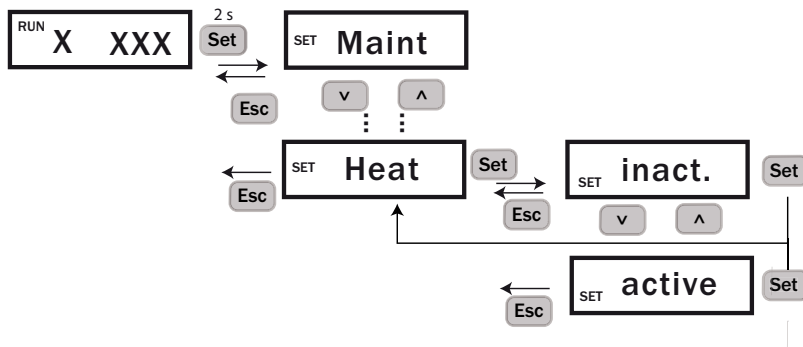 2 s
RUN X XXX Set SET Maint
Esc v ʌ
SET Heat Set SET inact. Set
Esc Esc v ʌ
SET active Set
Esc